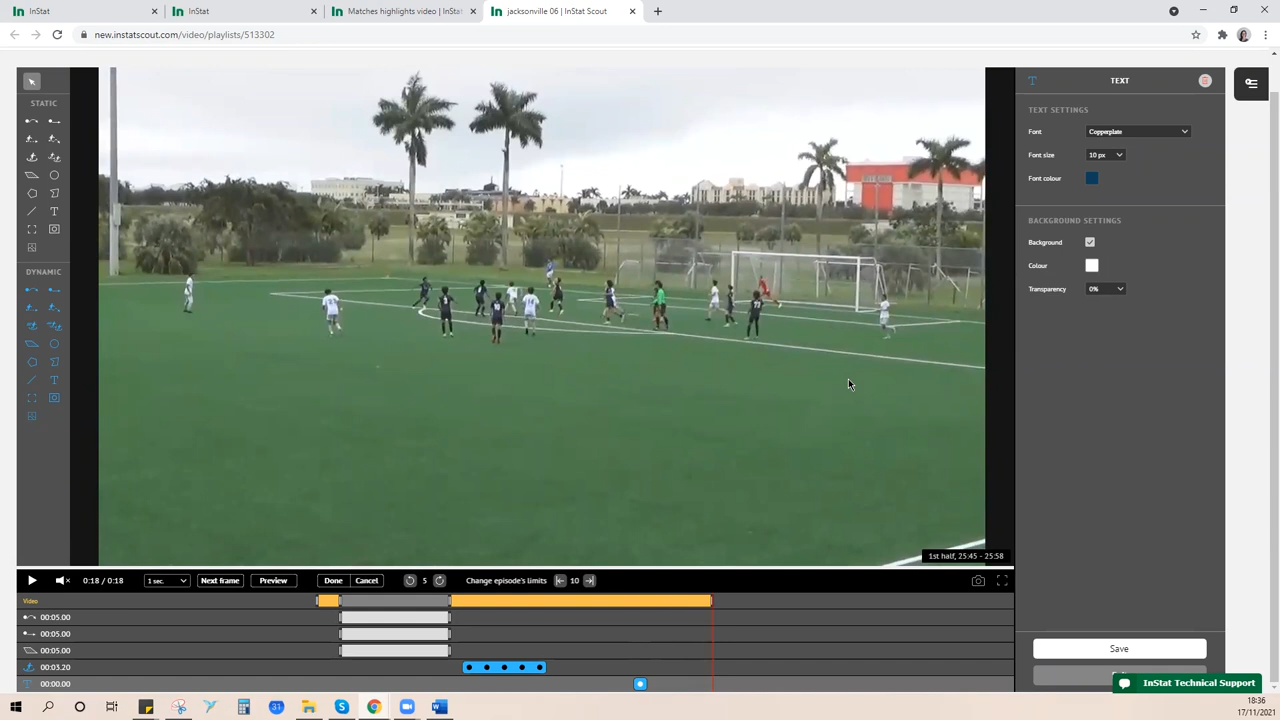 InStat
InStat
Matches highlights video | InSta
jacksonville 06 | InStat Scout
new.instatscout.com/video/playlists/513302
STATIC
DYNAMIC
TEXT
TEXT SETTINGS
Font
Copperplate
Font size
10 px
Font colour
BACKGROUND SETTINGS
Background
Colour
Transparency
0%
1st half, 25:45 - 25:58
0:18 / 0:18
1 sec.
Next frame
Preview
Done
Cancel
5
Change episode's limits
10
Video
00:05.00
00:05.00
00:05.00
00:03.20
00:00.00
Save
InStat Technical Support
18:36
17/11/2021